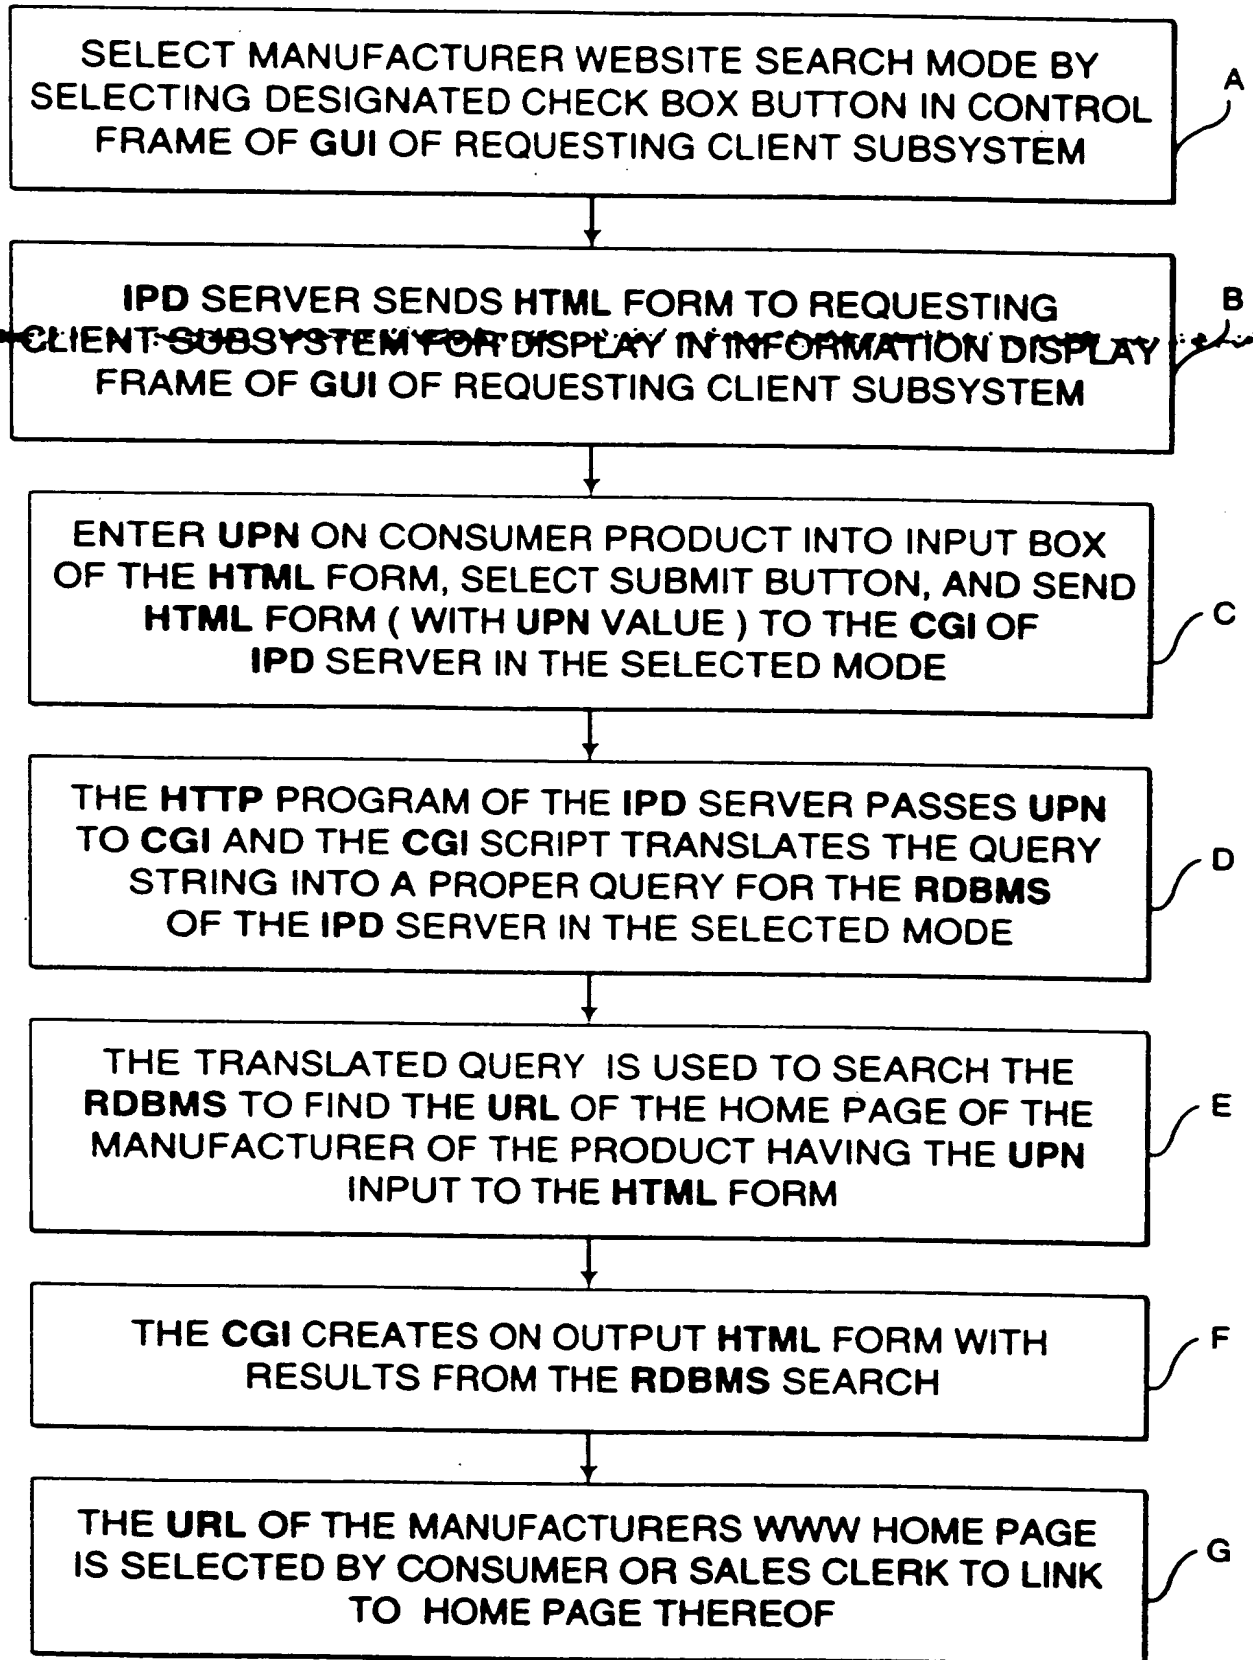 SELECT MANUFACTURER WEBSITE SEARCH MODE BY
SELECTING DESIGNATED CHECK BOX BUTTON IN CONTROL
FRAME OF GUI OF REQUESTING CLIENT SUBSYSTEM
A
IPD SERVER SENDS HTML FORM TO REQUESTING
CLIENT SUBSYSTEM FOR DISPLAY IN INFORMATION DISPLAY
FRAME OF GUI OF REQUESTING CLIENT SUBSYSTEM
B
ENTER UPN ON CONSUMER PRODUCT INTO INPUT BOX
OF THE HTML FORM, SELECT SUBMIT BUTTON, AND SEND
HTML FORM ( WITH UPN VALUE ) TO THE CGI OF
IPD SERVER IN THE SELECTED MODE
C
THE HTTP PROGRAM OF THE IPD SERVER PASSES UPN
TO CGI AND THE CGI SCRIPT TRANSLATES THE QUERY
STRING INTO A PROPER QUERY FOR THE RDBMS
OF THE IPD SERVER IN THE SELECTED MODE
D
THE TRANSLATED QUERY IS USED TO SEARCH THE
RDBMS TO FIND THE URL OF THE HOME PAGE OF THE
MANUFACTURER OF THE PRODUCT HAVING THE UPN
INPUT TO THE HTML FORM
E
THE CGI CREATES ON OUTPUT HTML FORM WITH
RESULTS FROM THE RDBMS SEARCH
F
THE URL OF THE MANUFACTURERS WWW HOME PAGE
IS SELECTED BY CONSUMER OR SALES CLERK TO LINK
TO HOME PAGE THEREOF
G